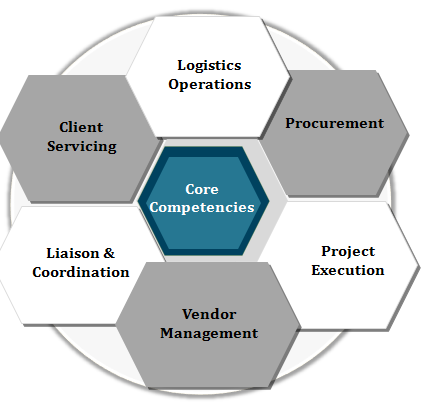 Logistics
Operations
Client
Servicing
Procurement
Core
Competencies
Liaison &
Coordination
Project
Execution
Vendor
Management